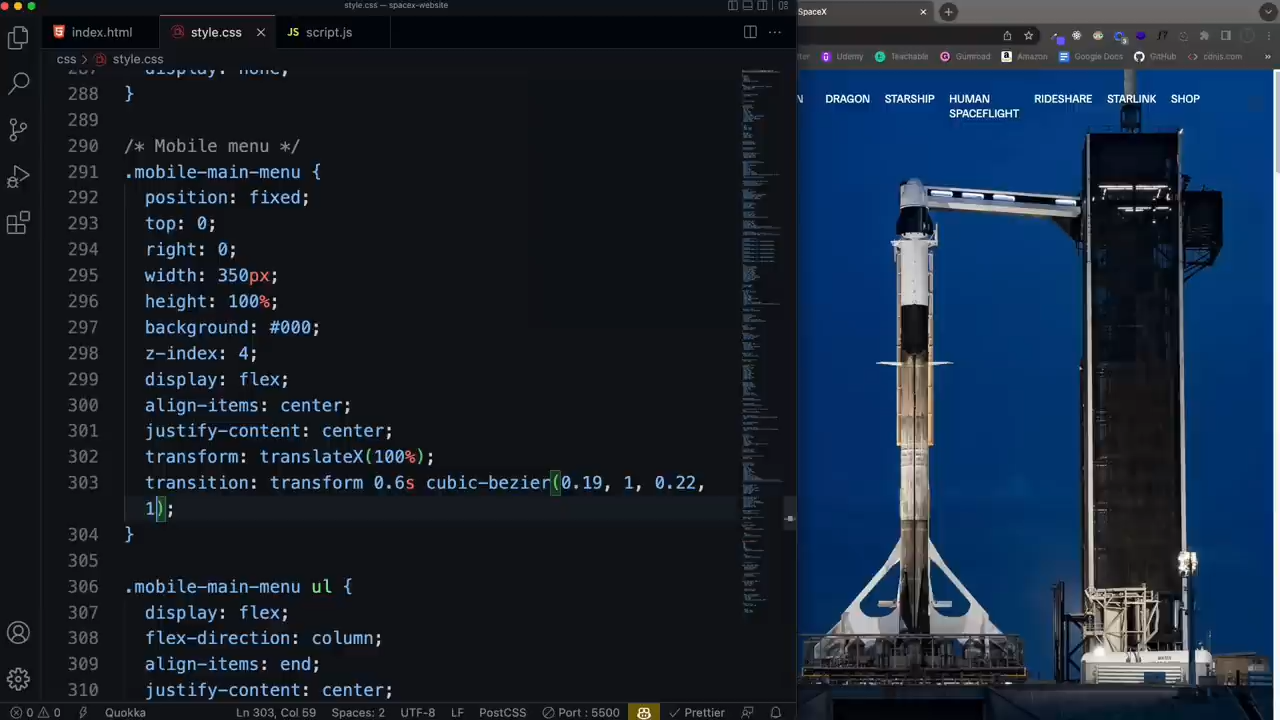 style.css — spacex-website
index.html
style.css
script.js
css
style.css
287
display: none;
288 }
289
290 /* Mobile menu */
291 .mobile-main-menu {
292 position: fixed;
293 top: 0;
294 right: 0;
295 width: 350px;
296 height: 100%;
297 background: #000;
298 z-index: 4;
299 display: flex;
300 align-items: center;
301 justify-content: center;
302 transform: translateX(100%);
303 transition: transform 0.6s cubic-bezier(0.19, 1, 0.22,
1);
304 }
305
306 .mobile-main-menu ul {
307 display: flex;
308 flex-direction: column;
309 align-items: end;
310 justify-content: center;
0 0 Quokka Ln 303, Col 59 Spaces: 2 UTF-8 LF PostCSS Port : 5500 Prettier
SpaceX
tter Udemy Teachable Gumroad Amazon Google Docs GitHub cdnjs.com »
N DRAGON STARSHIP HUMAN
SPACEFLIGHT RIDESHARE STARLINK SHOP